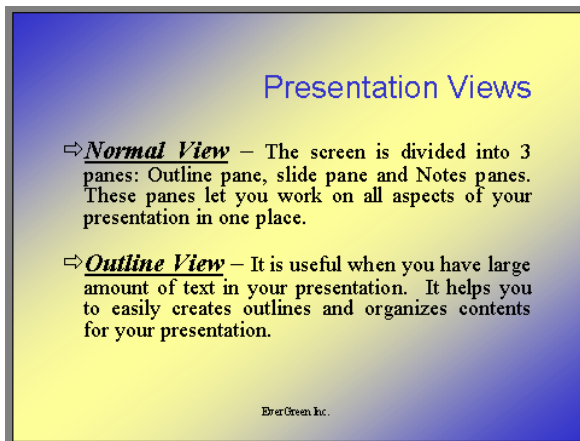 Presentation Views
⇨Normal View – The screen is divided into 3
panes: Outline pane, slide pane and Notes panes.
These panes let you work on all aspects of your
presentation in one place.
⇨Outline View – It is useful when you have large
amount of text in your presentation. It helps you
to easily creates outlines and organizes contents
for your presentation.
EverGreen Inc.